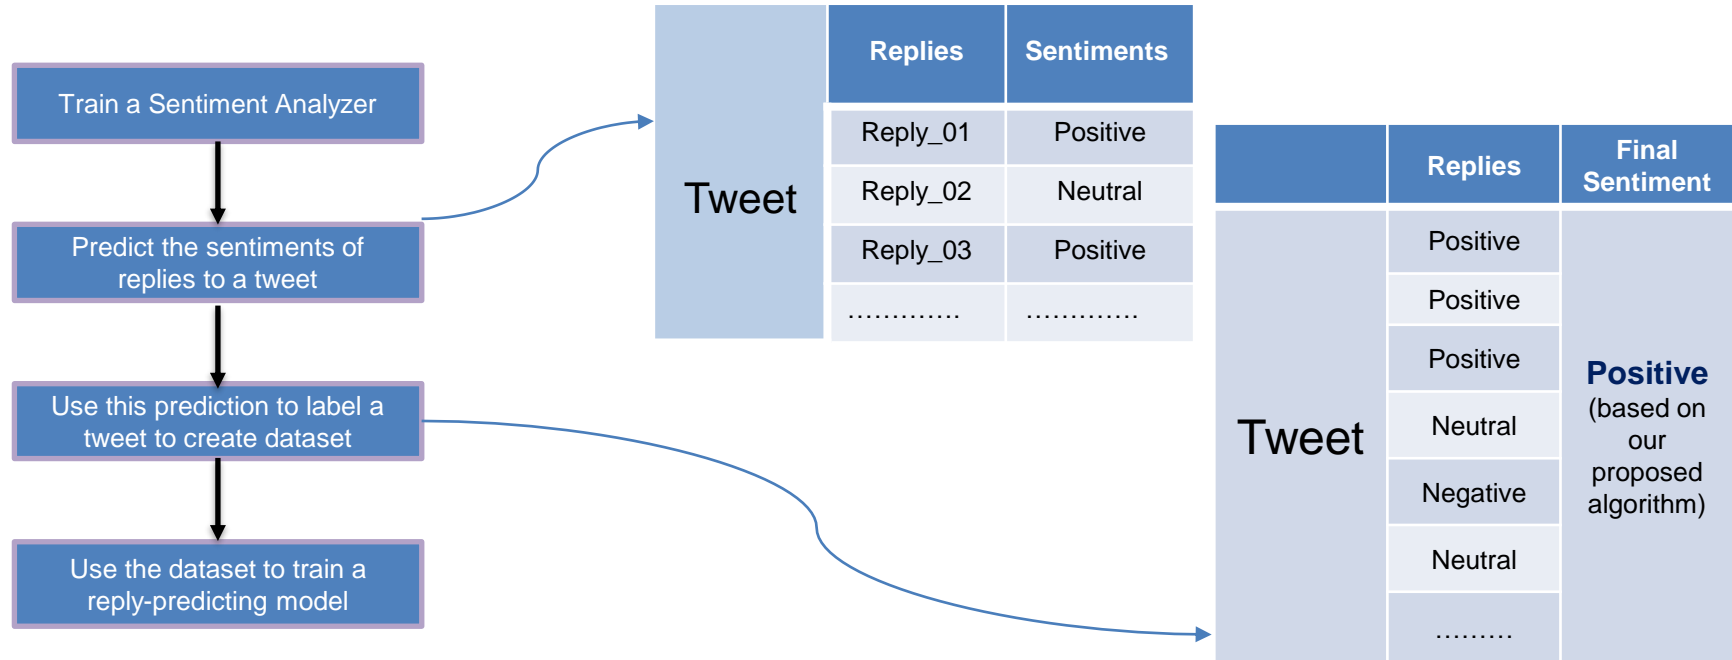 Train a Sentiment Analyzer
Predict the sentiments of
replies to a tweet
Use this prediction to label a
tweet to create dataset
Use the dataset to train a
reply-predicting model
Replies Sentiments
Tweet
Reply_01 Positive
Reply_02 Neutral
Reply_03 Positive
............. .............
Replies Final
Sentiment
Tweet
Positive
Positive
Positive
Neutral
Negative
Neutral
.........
Positive
(based on
our
proposed
algorithm)